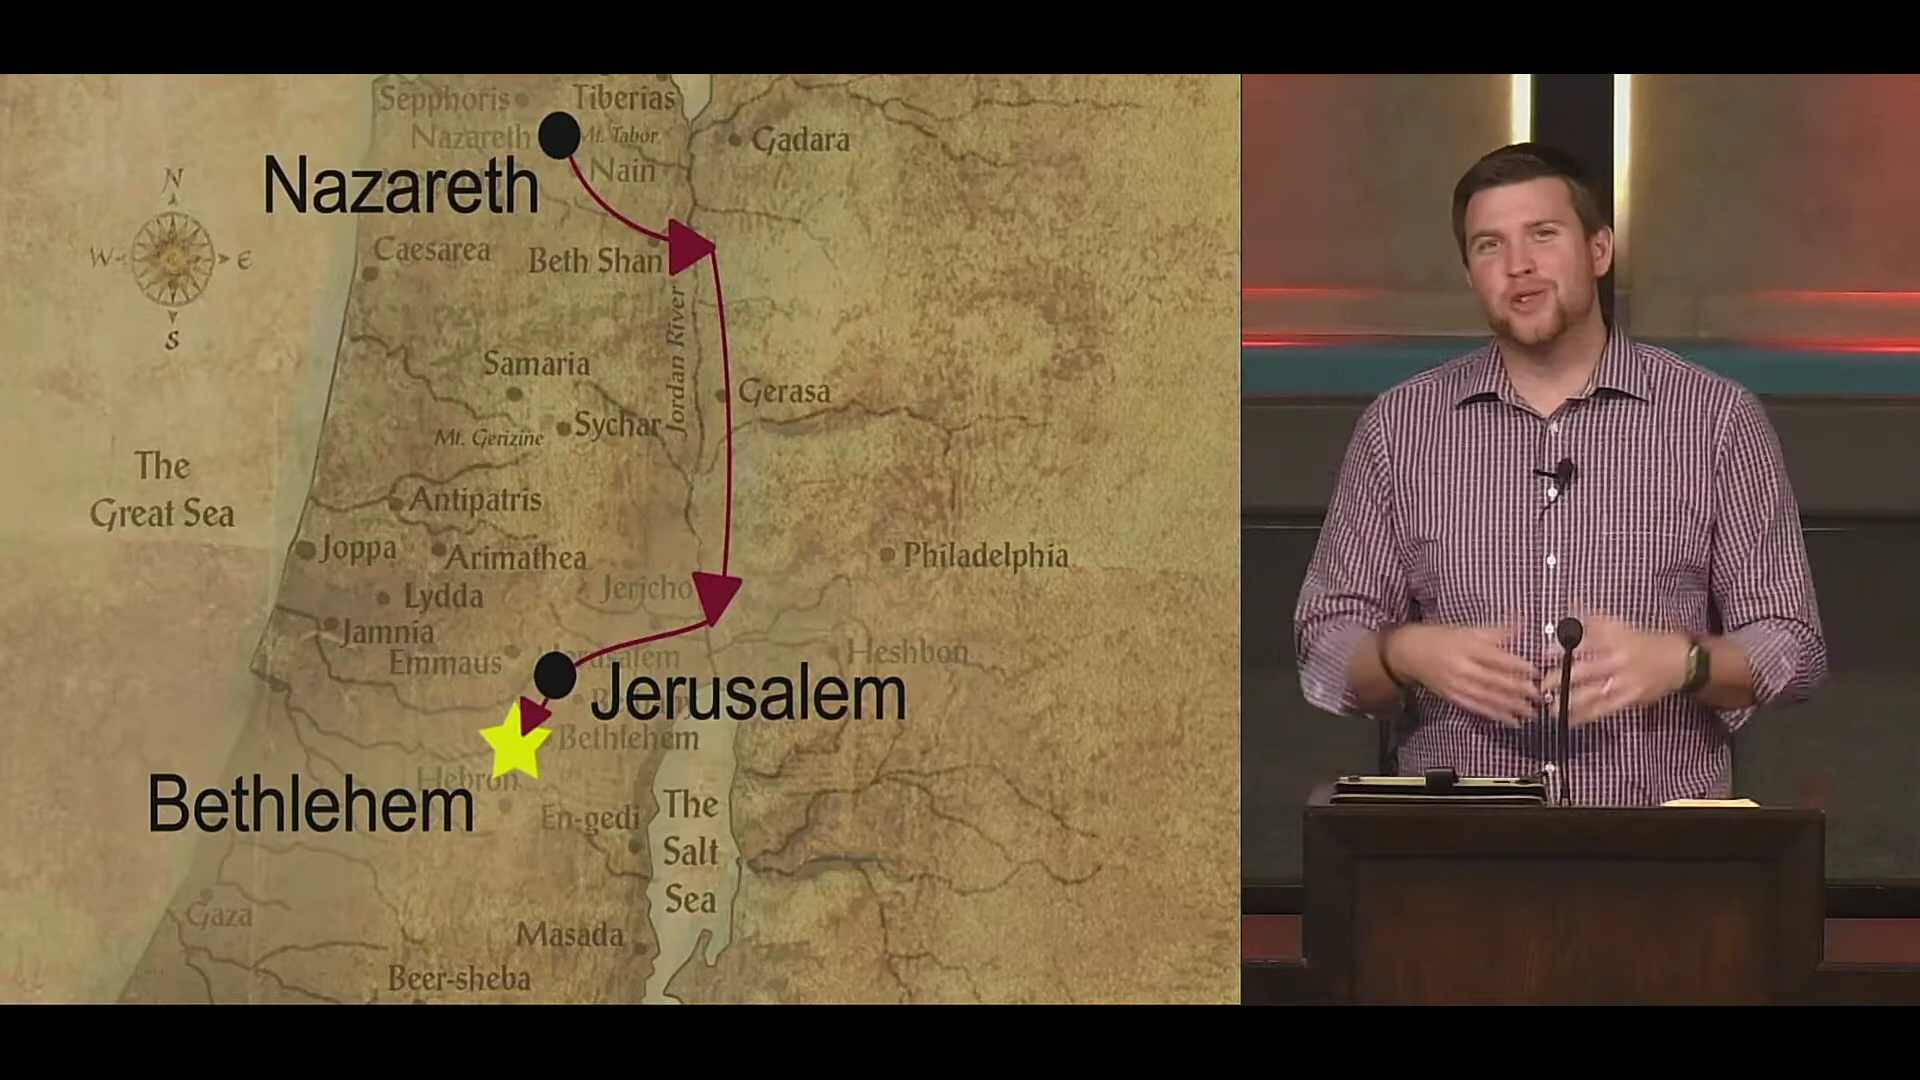 Sepphoris
Tiberias
Nazareth
Mt. Tabor
Gadara
Nain
Nazareth
N
W
E
S
Caesarea
Beth Shan
Jordan River
Samaria
Gerasa
Sychar
Mt. Gerizine
The
Great Sea
Antipatris
Joppa
Arimathea
Philadelphia
Jericho
Lydda
Jamnia
Emmaus
Jerusalem
Heshbon
Jerusalem
Bethlehem
Hebron
Bethlehem
En-gedi
The
Salt
Sea
Gaza
Masada
Beer-sheba